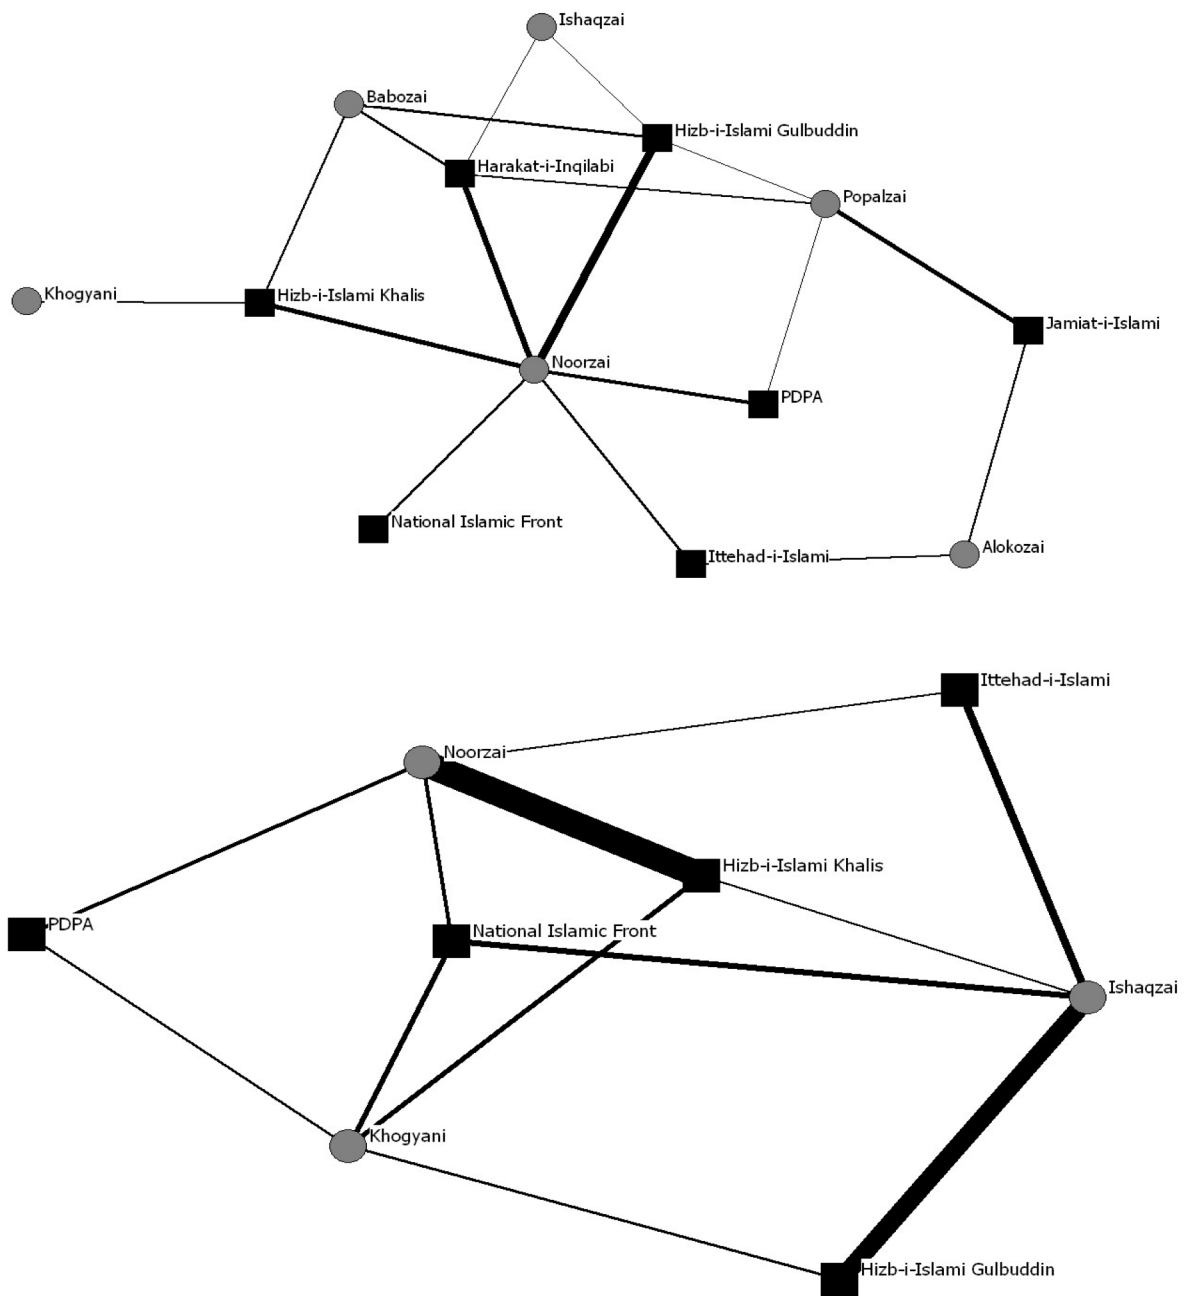 Ishaqzai
Babozai
Hizb-i-Islami Gulbuddin
Harakat-i-Inqilabi
Popalzai
Khogyani
Hizb-i-Islami Khalis
Jamiat-i-Islami
Noorzai
PDPA
National Islamic Front
Ittehad-i-Islami
Alokozai
Ittehad-i-Islami
Noorzai
Hizb-i-Islami Khalis
PDPA
National Islamic Front
Ishaqzai
Khogyani
Hizb-i-Islami Gulbuddin